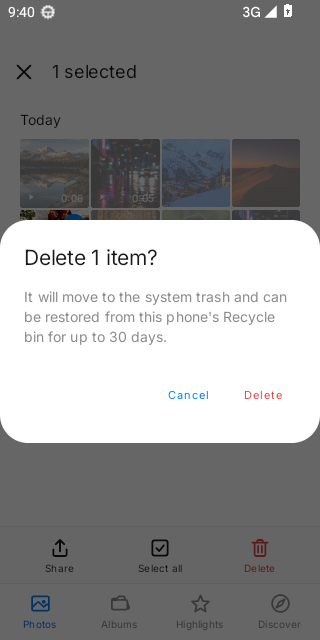 9:40
3G
1 selected
Today
0:06
0:05
Delete 1 item?
It will move to the system trash and can
be restored from this phone's Recycle
bin for up to 30 days.
Cancel
Delete
Share
Select all
Delete
Photos
Albums
Highlights
Discover